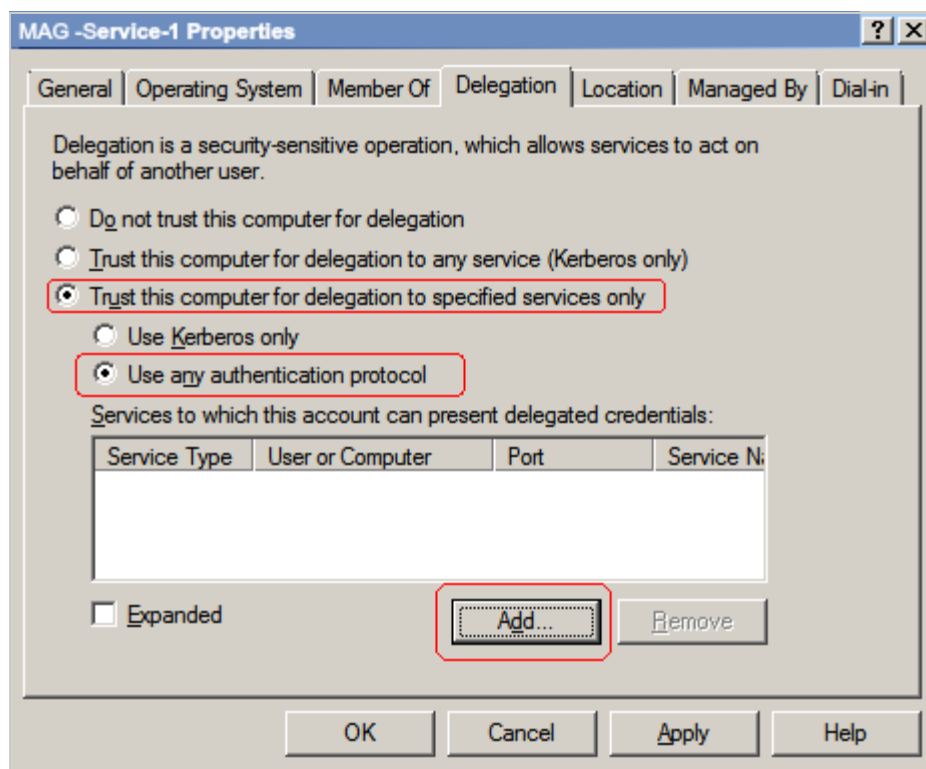 MAG -Service-1 Properties
General Operating System Member Of Delegation Location Managed By Dial-in
Delegation is a security-sensitive operation, which allows services to act on
behalf of another user.
Do not trust this computer for delegation
Trust this computer for delegation to any service (Kerberos only)
Trust this computer for delegation to specified services only
Use Kerberos only
Use any authentication protocol
Services to which this account can present delegated credentials:
Service Type User or Computer Port Service Na
Expanded Add... Remove
OK Cancel Apply Help